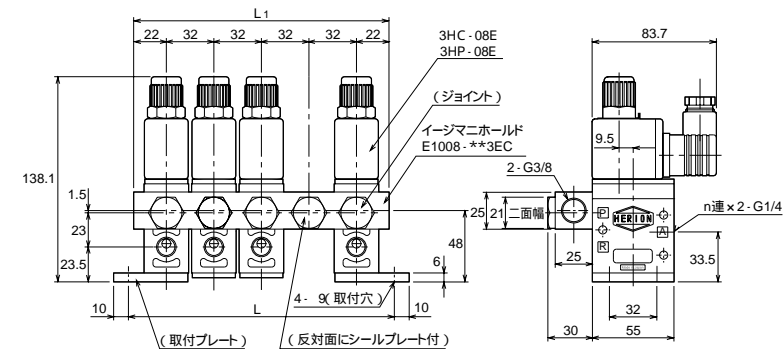 L1
22 32 32 32 32 22
3HC-08E
3HP-08E
(ジョイント)
イージマニホールド
E1008-**3EC
138.1
1.5
23
23.5
48
6
10
L
10
4- 9(取付穴)
(取付プレート)
(反対面にシールプレート付)
83.7
9.5
2-G3/8
n連×2-G1/4
25
21
二面幅
P
HERION
A
R
25
33.5
32
30
55